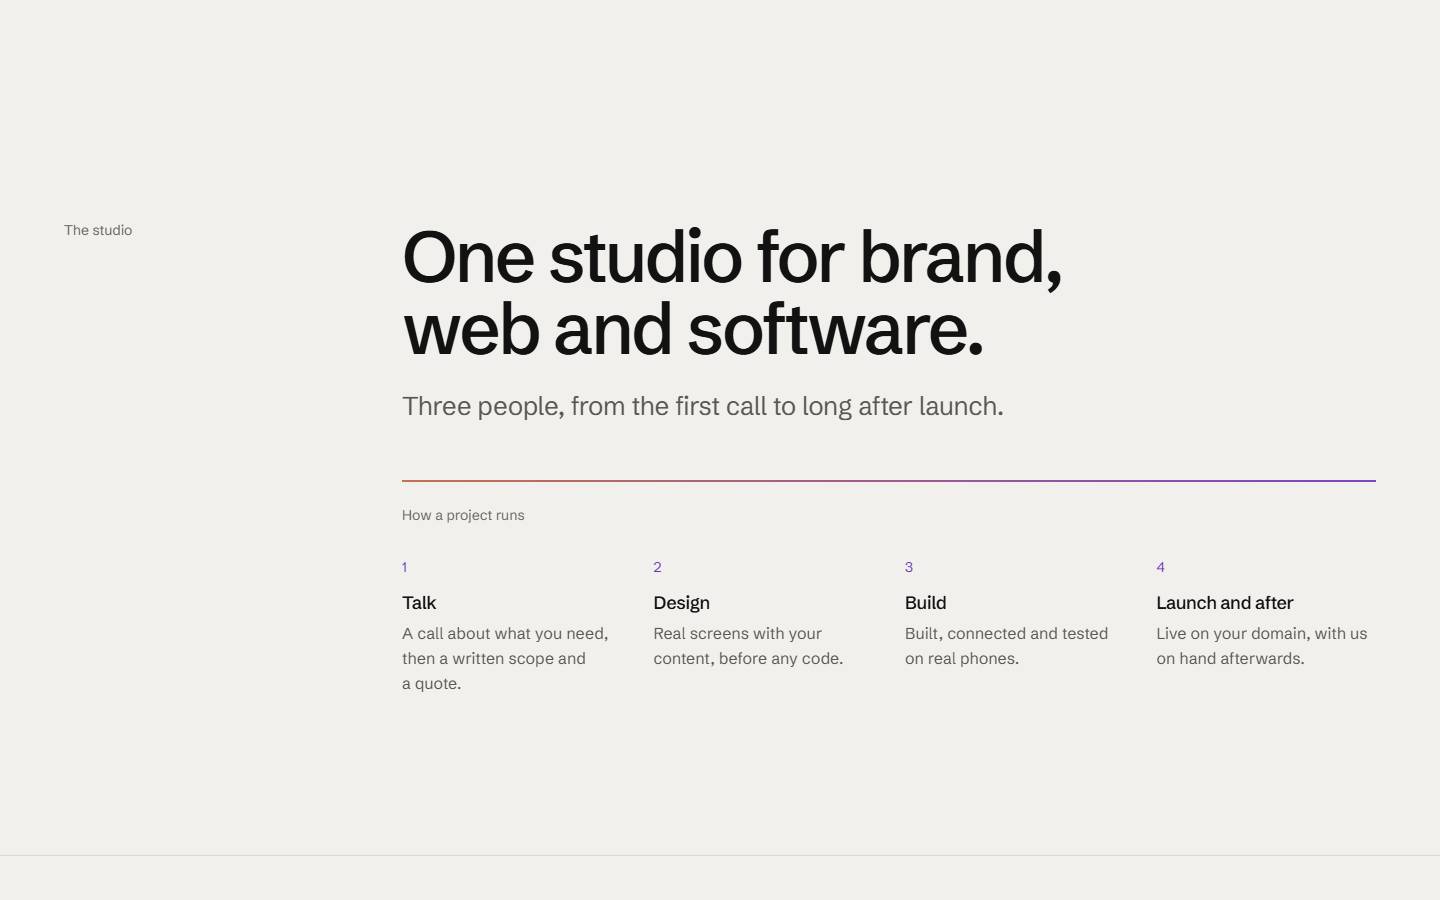 The studio
One studio for brand,
web and software.
Three people, from the first call to long after launch.
How a project runs
1
Talk
A call about what you need,
then a written scope and
a quote.
2
Design
Real screens with your
content, before any code.
3
Build
Built, connected and tested
on real phones.
4
Launch and after
Live on your domain, with us
on hand afterwards.